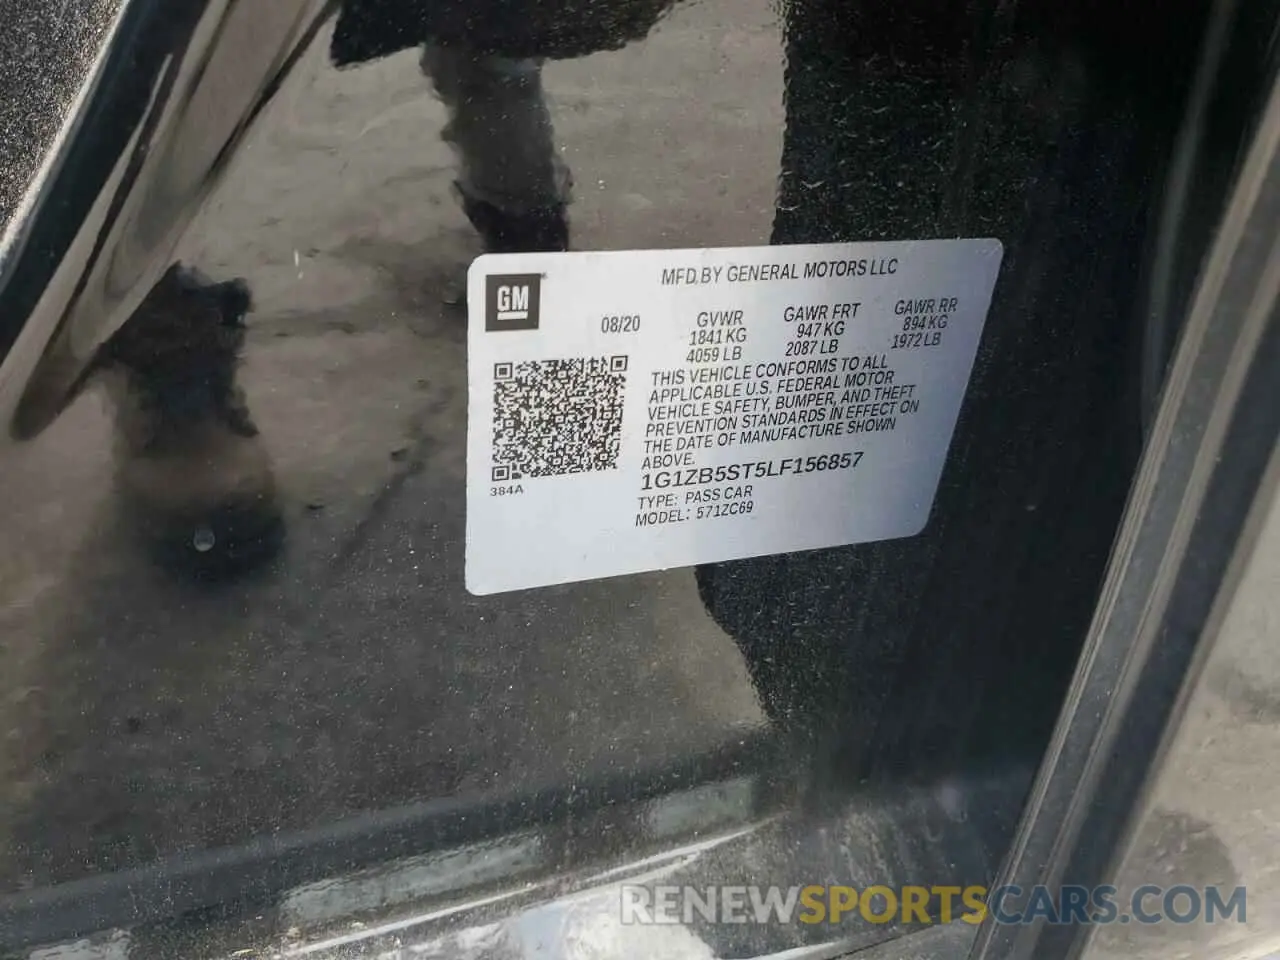 GM
MFD BY GENERAL MOTORS LLC
08/20
GVWR
1841 KG
4059 LB
GAWR FRT
947 KG
2087 LB
GAWR RR
894 KG
1972 LB
THIS VEHICLE CONFORMS TO ALL
APPLICABLE U.S. FEDERAL MOTOR
VEHICLE SAFETY, BUMPER, AND THEFT
PREVENTION STANDARDS IN EFFECT ON
THE DATE OF MANUFACTURE SHOWN
ABOVE.
384A
1G1ZB5ST5LF156857
TYPE: PASS CAR
MODEL: 571ZC69
RENEWSPORTSCARS.COM